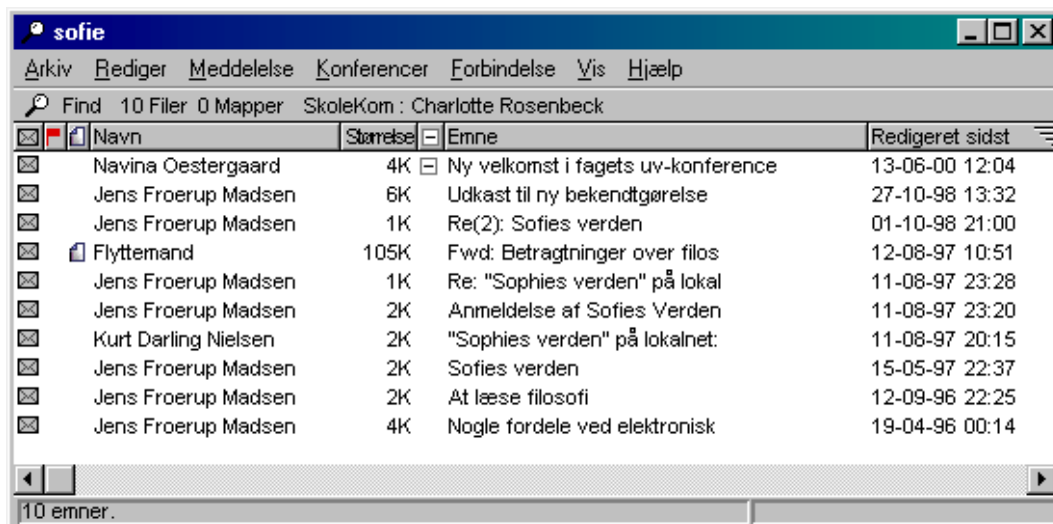 sofie
Arkiv Rediger Meddelelse Konferencer Forbindelse Vis Hjælp
Find 10 Filer 0 Mapper SkoleKom : Charlotte Rosenbeck
Navn Størrelse Emne Redigeret sidst
Navina Oestergaard 4K Ny velkomst i fagets uv-konference 13-06-00 12:04
Jens Froerup Madsen 6K Udkast til ny bekendtgørelse 27-10-98 13:32
Jens Froerup Madsen 1K Re(2): Sofies verden 01-10-98 21:00
Flyttemand 105K Fwd: Betragtninger over filos 12-08-97 10:51
Jens Froerup Madsen 1K Re: "Sophies verden" på lokal 11-08-97 23:28
Jens Froerup Madsen 2K Anmeldelse af Sofies Verden 11-08-97 23:20
Kurt Darling Nielsen 2K "Sophies verden" på lokalnet: 11-08-97 20:15
Jens Froerup Madsen 2K Sofies verden 15-05-97 22:37
Jens Froerup Madsen 2K At læse filosofi 12-09-96 22:25
Jens Froerup Madsen 4K Nogle fordele ved elektronisk 19-04-96 00:14
10 emner.